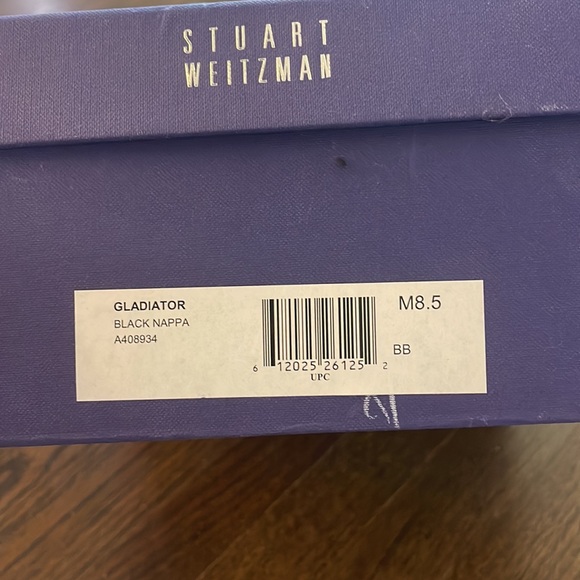 STUART
WEITZMAN
GLADIATOR
BLACK NAPPA
A408934
6 12025 26125 2
UPC
M8.5
BB